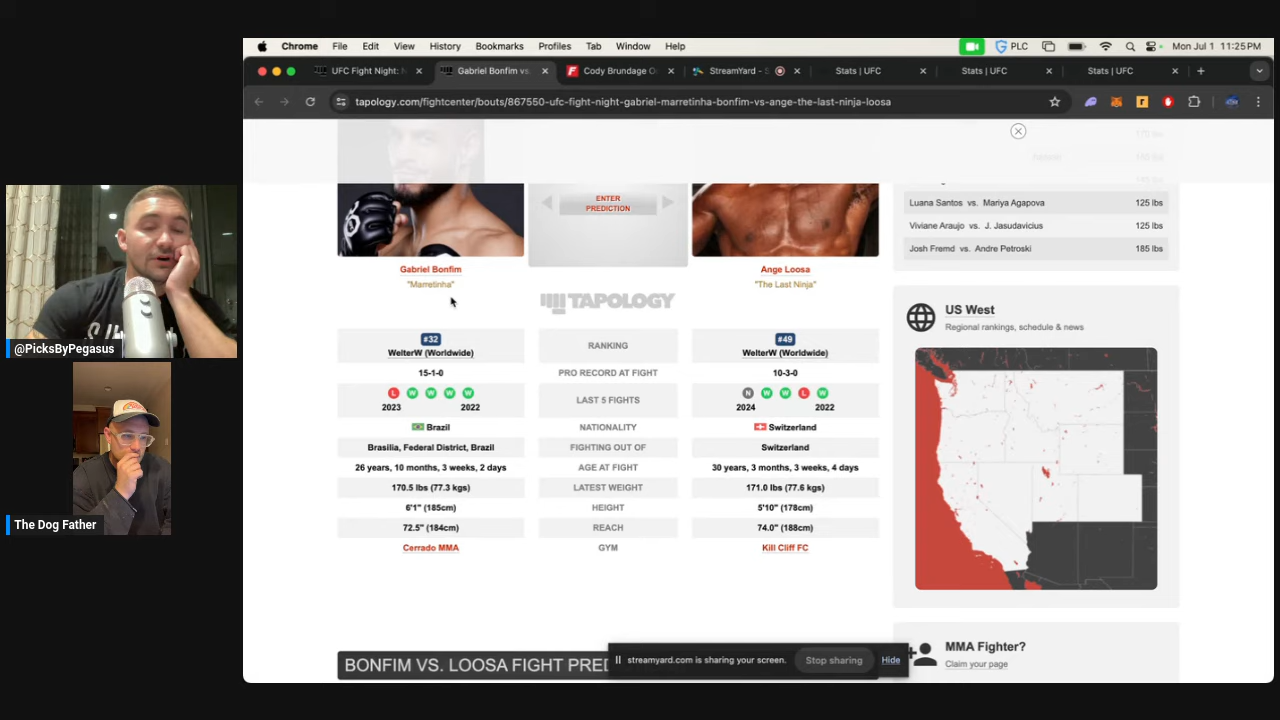 Chrome File Edit View History Bookmarks Profiles Tab Window Help PLC Mon Jul 1 11:25 PM
UFC Fight Night: N × Gabriel Bonfim vs. × Cody Brundage O × StreamYard - S × Stats | UFC × Stats | UFC × Stats | UFC × +
tapology.com/fightcenter/bouts/867550-ufc-fight-night-gabriel-marretinha-bonfim-vs-ange-the-last-ninja-loosa
170 lbs
ENTER
PREDICTION
Luana Santos vs. Mariya Agapova 125 lbs
Viviane Araujo vs. J. Jasudavicius 125 lbs
Josh Fremd vs. Andre Petroski 185 lbs
Gabriel Bonfim
"Marretinha"
Ange Loosa
"The Last Ninja"
TAPOLOGY
US West
Regional rankings, schedule & news
#32
WelterW (Worldwide)
RANKING
#49
WelterW (Worldwide)
15-1-0 PRO RECORD AT FIGHT 10-3-0
L W W W W
2023 2022
LAST 5 FIGHTS
N W W L W
2024 2022
Brazil NATIONALITY Switzerland
Brasilia, Federal District, Brazil FIGHTING OUT OF Switzerland
26 years, 10 months, 3 weeks, 2 days AGE AT FIGHT 30 years, 3 months, 3 weeks, 4 days
170.5 lbs (77.3 kgs) LATEST WEIGHT 171.0 lbs (77.6 kgs)
6'1" (185cm) HEIGHT 5'10" (178cm)
72.5" (184cm) REACH 74.0" (188cm)
Cerrado MMA GYM Kill Cliff FC
@PicksByPegasus
The Dog Father
BONFIM VS. LOOSA FIGHT PRED
streamyard.com is sharing your screen. Stop sharing Hide
MMA Fighter?
Claim your page